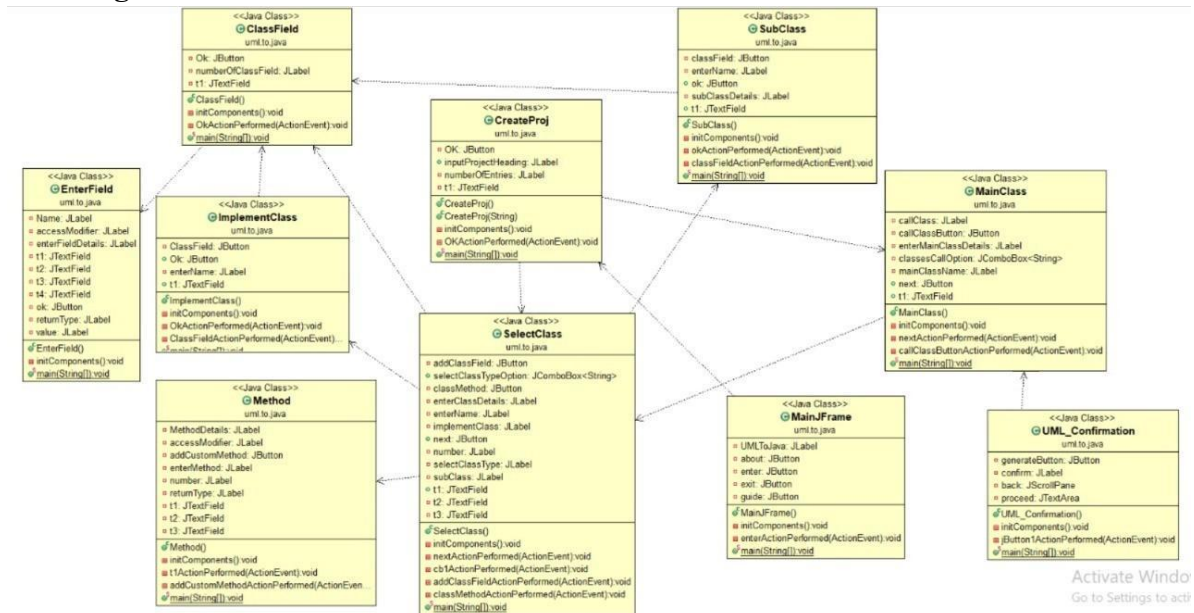 <<Java Class>>
ClassField
uml.to.java
Ok: JButton
numberOfClassField: JLabel
t1: JTextField
ClassField()
initComponents():void
OkActionPerformed(ActionEvent):void
main(String[]):void
<<Java Class>>
SubClass
uml.to.java
classField: JButton
enterName: JLabel
ok: JButton
subClassDetails: JLabel
t1: JTextField
SubClass()
initComponents():void
okActionPerformed(ActionEvent):void
classFieldActionPerformed(ActionEvent):void
main(String[]):void
<<Java Class>>
CreateProj
uml.to.java
OK: JButton
inputProjectHeading: JLabel
numberOfEntries: JLabel
t1: JTextField
CreateProj()
CreateProj(String)
initComponents():void
OKActionPerformed(ActionEvent):void
main(String[]):void
<<Java Class>>
EnterField
uml.to.java
Name: JLabel
accessModifier: JLabel
enterFieldDetails: JLabel
t1: JTextField
t2: JTextField
t3: JTextField
t4: JTextField
ok: JButton
returnType: JLabel
value: JLabel
EnterField()
initComponents():void
main(String[]):void
<<Java Class>>
ImplementClass
uml.to.java
ClassField: JButton
Ok: JButton
enterName: JLabel
t1: JTextField
ImplementClass()
initComponents():void
OkActionPerformed(ActionEvent):void
ClassFieldActionPerformed(ActionEvent)...
main(String[]):void
<<Java Class>>
MainClass
uml.to.java
callClass: JLabel
callClassButton: JButton
enterMainClassDetails: JLabel
classesCallOption: JComboBox<String>
mainClassName: JLabel
next: JButton
t1: JTextField
MainClass()
initComponents():void
nextActionPerformed(ActionEvent):void
callClassButtonActionPerformed(ActionEvent):void
main(String[]):void
<<Java Class>>
SelectClass
uml.to.java
addClassField: JButton
selectClassTypeOption: JComboBox<String>
classMethod: JButton
enterClassDetails: JLabel
enterName: JLabel
implementClass: JLabel
next: JButton
number: JLabel
selectClassType: JLabel
subClass: JLabel
t1: JTextField
t2: JTextField
t3: JTextField
SelectClass()
initComponents():void
nextActionPerformed(ActionEvent):void
cb1ActionPerformed(ActionEvent):void
addClassFieldActionPerformed(ActionEvent):void
classMethodActionPerformed(ActionEvent):void
main(String[]):void
<<Java Class>>
Method
uml.to.java
MethodDetails: JLabel
accessModifier: JLabel
addCustomMethod: JButton
enterMethod: JLabel
number: JLabel
returnType: JLabel
t1: JTextField
t2: JTextField
t3: JTextField
Method()
initComponents():void
t1ActionPerformed(ActionEvent):void
addCustomMethodActionPerformed(ActionEven...
main(String[]):void
<<Java Class>>
MainJFrame
uml.to.java
UMLToJava: JLabel
about: JButton
enter: JButton
exit: JButton
guide: JButton
MainJFrame()
initComponents():void
enterActionPerformed(ActionEvent):void
main(String[]):void
<<Java Class>>
UML_Confirmation
uml.to.java
generateButton: JButton
confirm: JLabel
back: JScrollPane
proceed: JTextArea
UML_Confirmation()
initComponents():void
jButton1ActionPerformed(ActionEvent):void
main(String[]):void
Activate Window
Go to Settings to acti